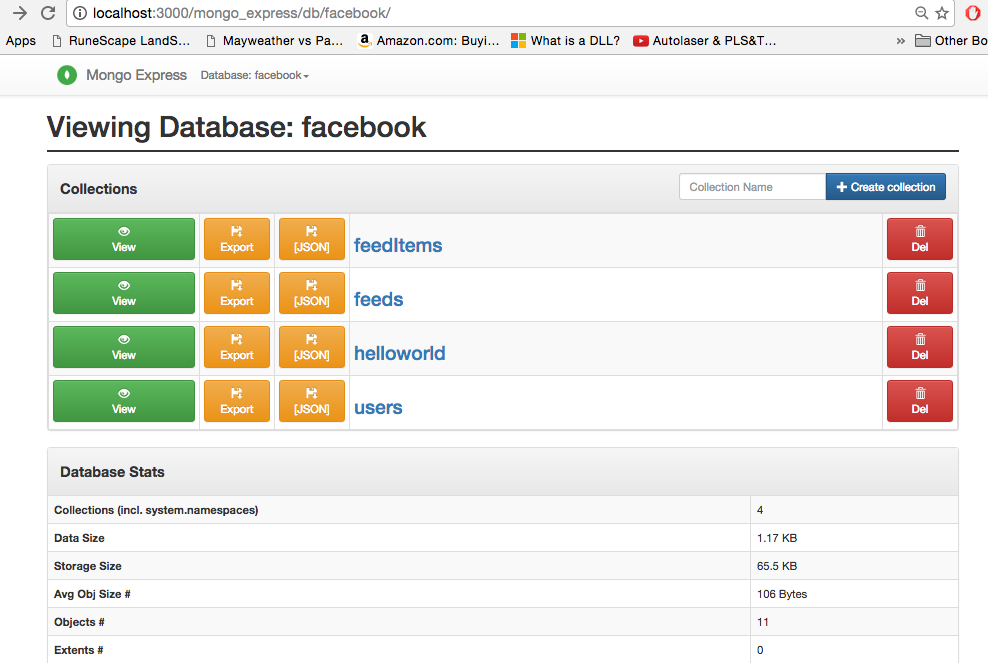 localhost:3000/mongo_express/db/facebook/
Apps RuneScape LandS... Mayweather vs Pa... Amazon.com: Buyi... What is a DLL? Autolaser & PLS&T... » Other Bo
Mongo Express Database: facebook
Viewing Database: facebook
Collections Collection Name + Create collection
View Export [JSON] feedItems Del
View Export [JSON] feeds Del
View Export [JSON] helloworld Del
View Export [JSON] users Del
Database Stats
Collections (incl. system.namespaces) 4
Data Size 1.17 KB
Storage Size 65.5 KB
Avg Obj Size # 106 Bytes
Objects # 11
Extents # 0